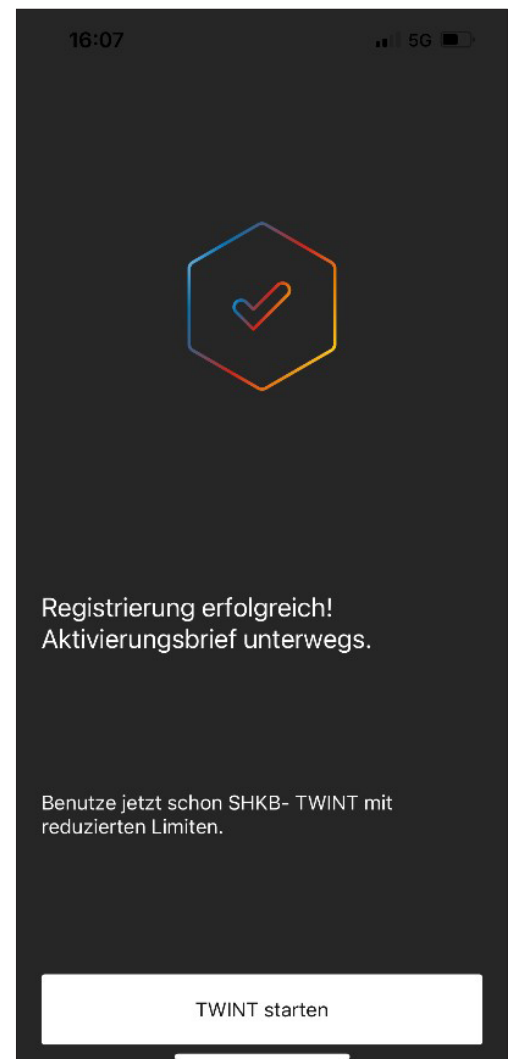 16:07 5G
Registrierung erfolgreich!
Aktivierungsbrief unterwegs.
Benutze jetzt schon SHKB- TWINT mit
reduzierten Limiten.
TWINT starten